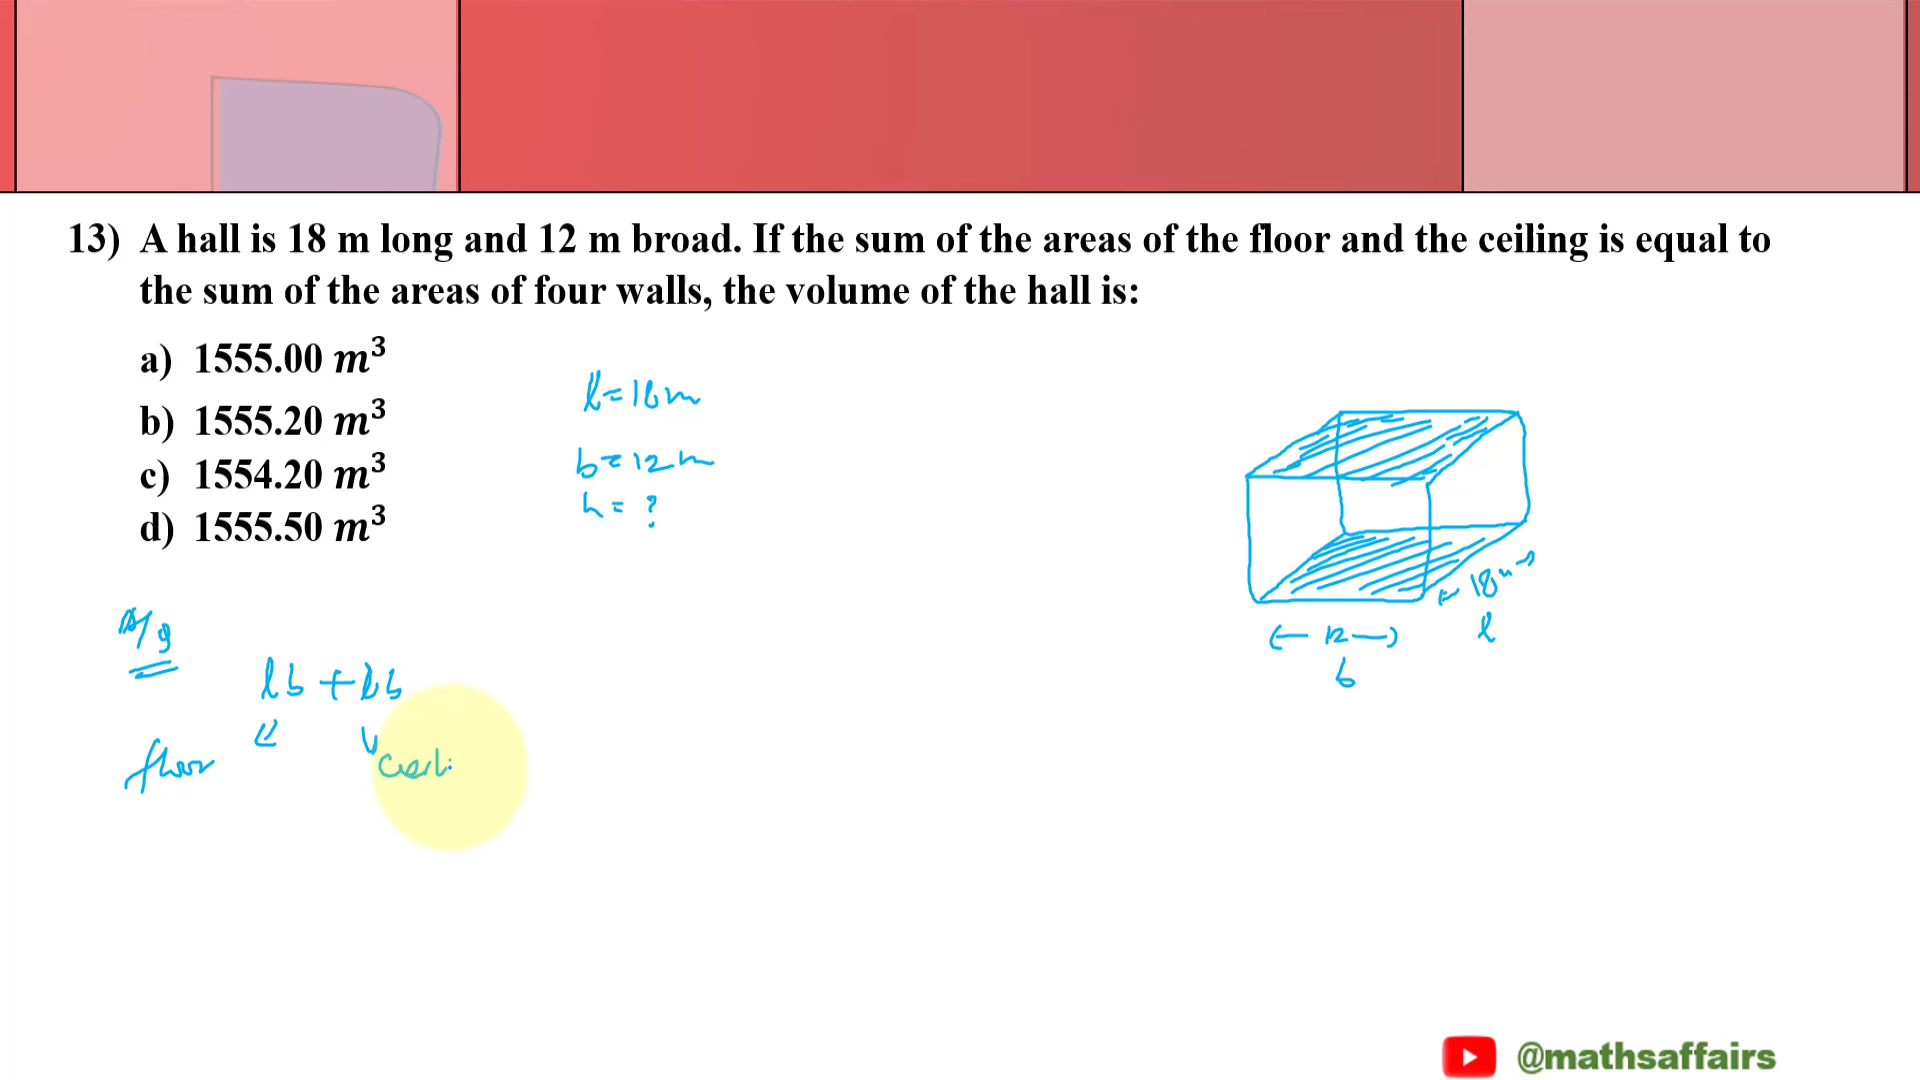 13) A hall is 18 m long and 12 m broad. If the sum of the areas of the floor and the ceiling is equal to
the sum of the areas of four walls, the volume of the hall is:
a) 1555.00 m³
b) 1555.20 m³
c) 1554.20 m³
d) 1555.50 m³
l = 18m
b = 12m
h = ?
18m
12
l
b
A/q
lb + lb
floor
@mathsaffairs